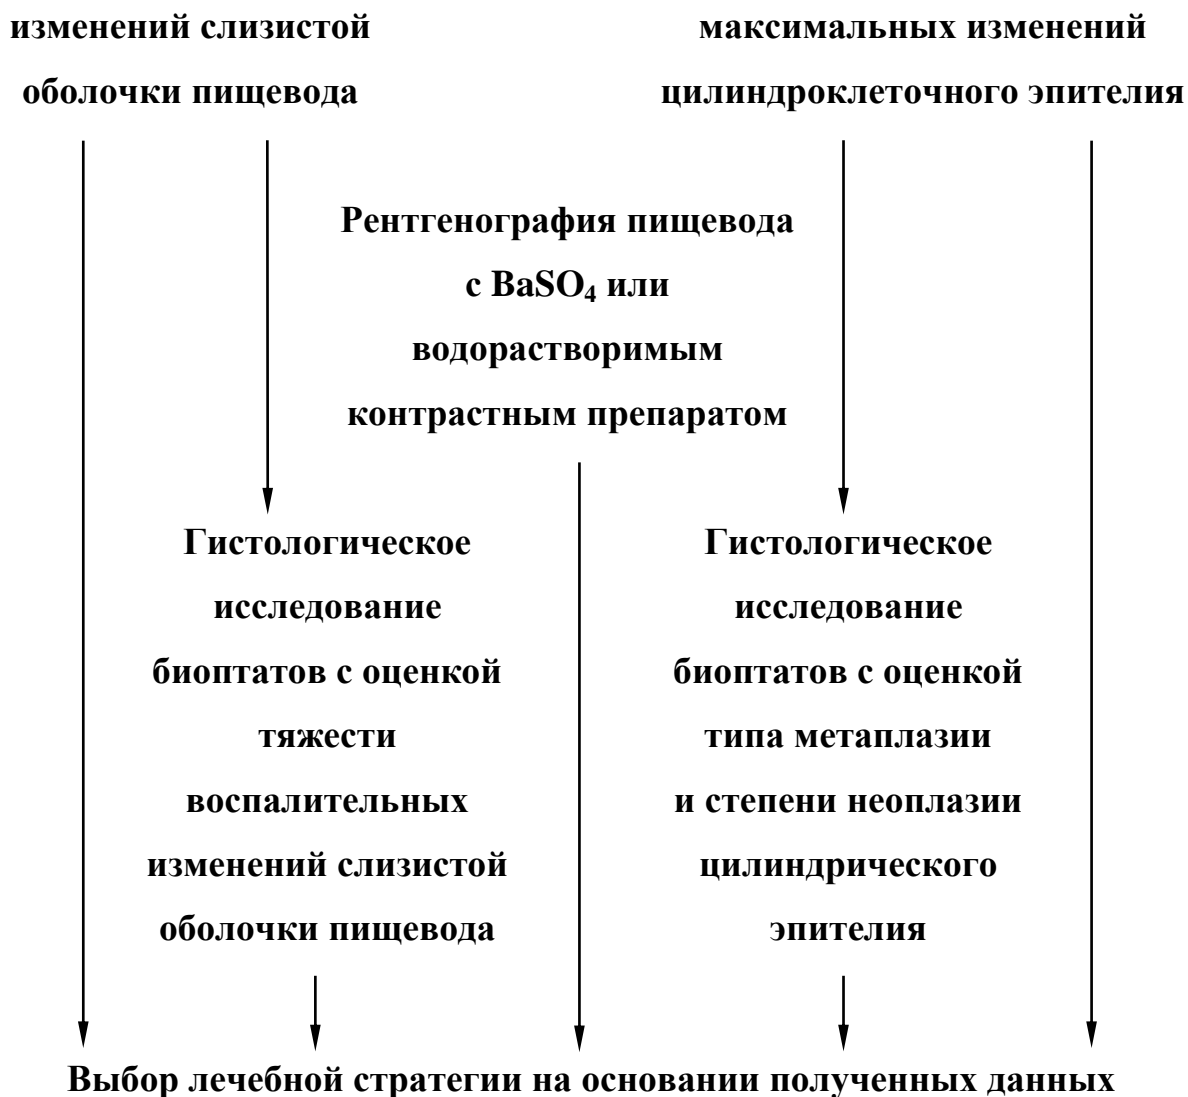 изменений слизистой
оболочки пищевода
максимальных изменений
цилиндроклеточного эпителия
Рентгенография пищевода
с BaSO₄ или
водорастворимым
контрастным препаратом
Гистологическое
исследование
биоптатов с оценкой
тяжести
воспалительных
изменений слизистой
оболочки пищевода
Гистологическое
исследование
биоптатов с оценкой
типа метаплазии
и степени неоплазии
цилиндрического
эпителия
Выбор лечебной стратегии на основании полученных данных